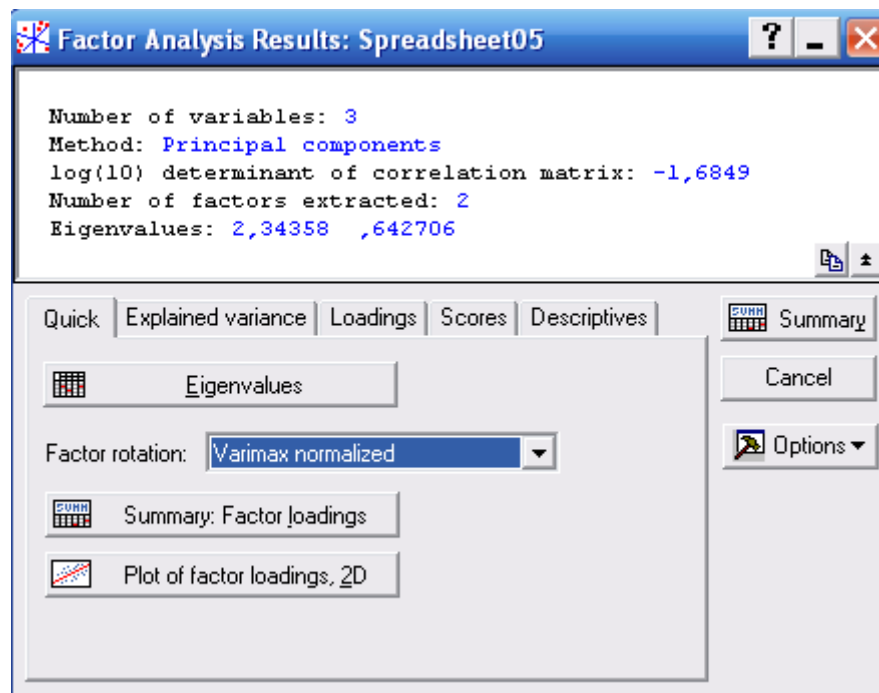 Factor Analysis Results: Spreadsheet05
Number of variables: 3
Method: Principal components
log(10) determinant of correlation matrix: -1,6849
Number of factors extracted: 2
Eigenvalues: 2,34358 ,642706
Quick Explained variance Loadings Scores Descriptives
Eigenvalues
Factor rotation: Varimax normalized
SUMM Summary: Factor loadings
Plot of factor loadings, 2D
SUMM Summary
Cancel
Options